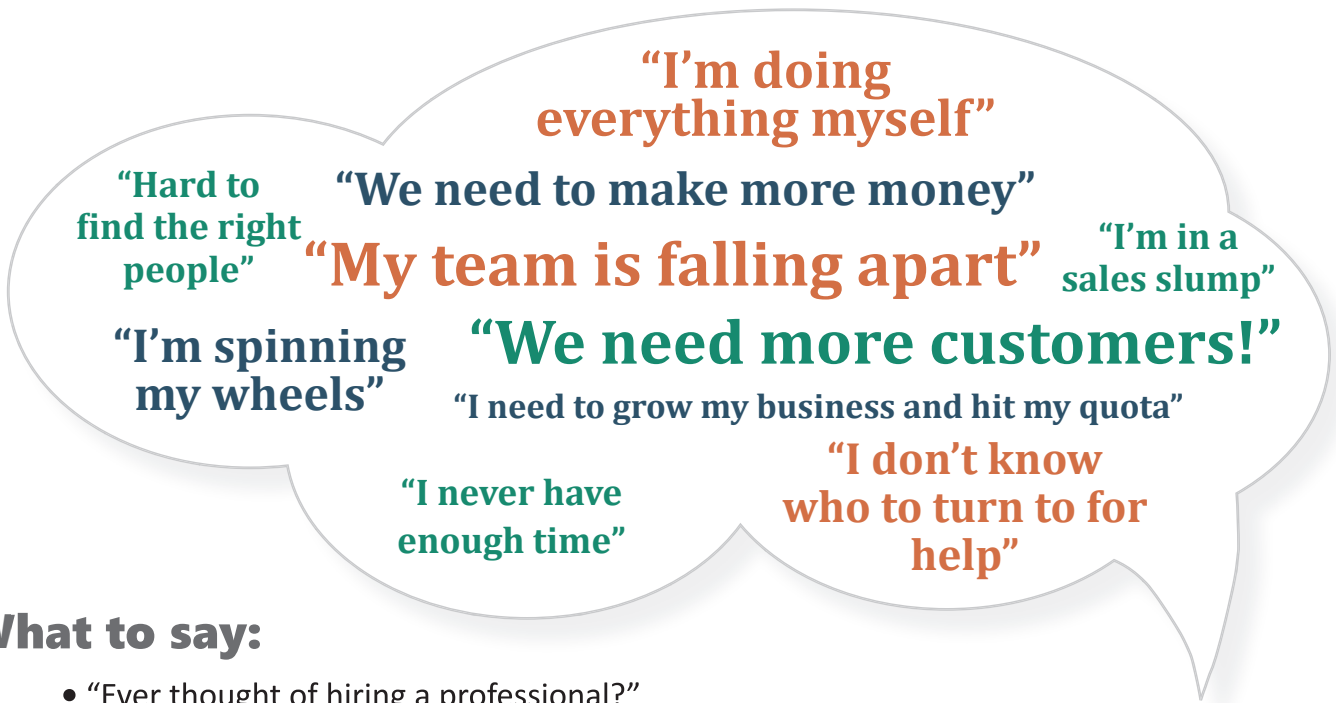 “I’m doing
everything myself”
“Hard to
find the right
people”
“We need to make more money”
“My team is falling apart”
“I’m in a
sales slump”
“I’m spinning
my wheels”
“We need more customers!”
“I need to grow my business and hit my quota”
“I never have
enough time”
“I don’t know
who to turn to for
help”
What to say:
• “Ever thought of hiring a professional?”